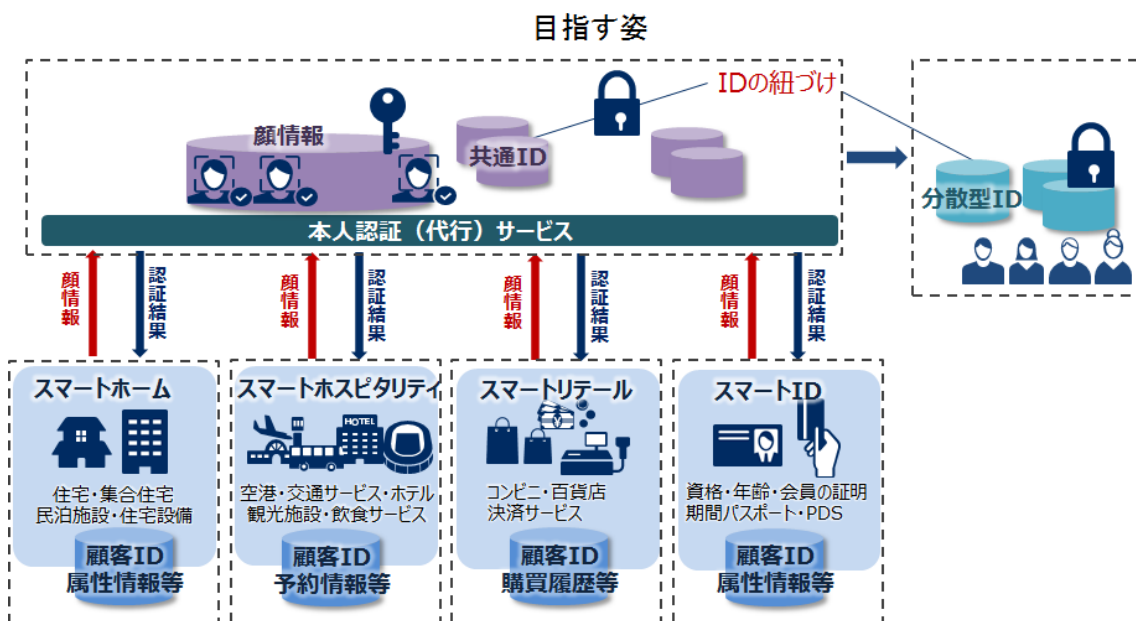 目指す姿
IDの紐づけ
顔情報
共通ID
分散型ID
本人認証（代行）サービス
顔情報
認証結果
顔情報
認証結果
顔情報
認証結果
顔情報
認証結果
スマートホーム
住宅・集合住宅
民泊施設・住宅設備
顧客ID
属性情報等
スマートホスピタリティ
HOTEL
空港・交通サービス・ホテル
観光施設・飲食サービス
顧客ID
予約情報等
スマートリテール
コンビニ・百貨店
決済サービス
顧客ID
購買履歴等
スマートID
資格・年齢・会員の証明
期間パスポート・PDS
顧客ID
属性情報等